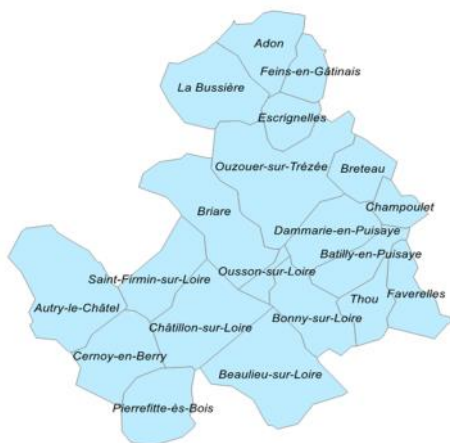 Adon
Feins-en-Gâtinais
La Bussière
Escrignelles
Ouzouer-sur-Trézée
Breteau
Champoulet
Briare
Dammarie-en-Puisaye
Batilly-en-Puisaye
Ousson-sur-Loire
Saint-Firmin-sur-Loire
Faverelles
Autry-le-Châtel
Thou
Bonny-sur-Loire
Châtillon-sur-Loire
Cernoy-en-Berry
Beaulieu-sur-Loire
Pierrefitte-ès-Bois